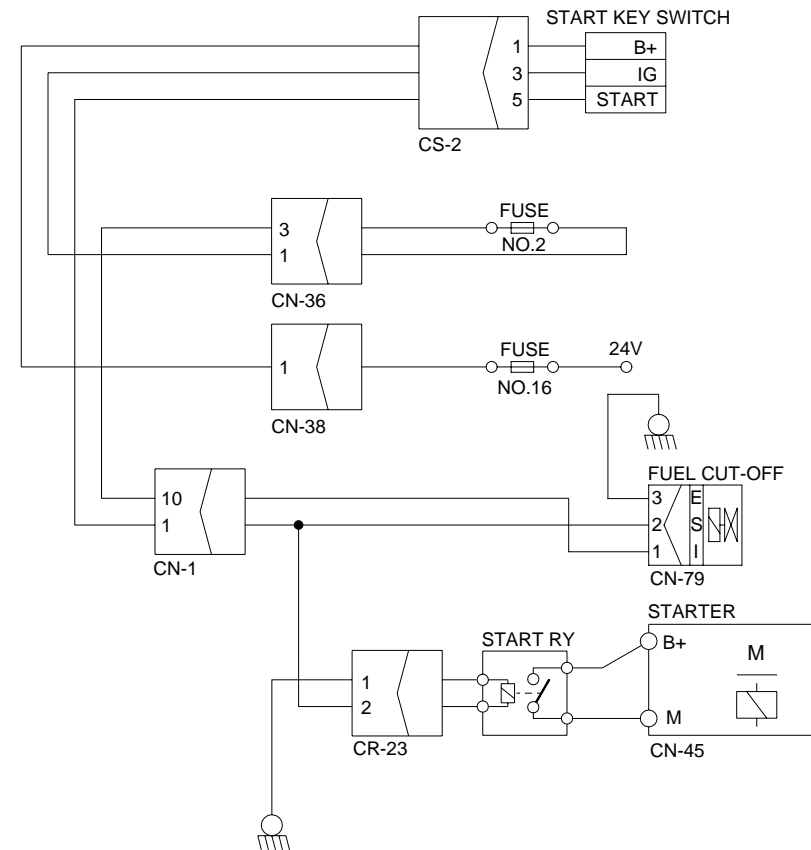 START KEY SWITCH
1 B+
3 IG
5 START
CS-2
FUSE
3
NO.2
1
CN-36
FUSE 24V
1
NO.16
CN-38
FUEL CUT-OFF
10
3 E
1
2 S
1 I
CN-1
CN-79
STARTER
START RY
B+
M
1
2
M
CR-23
CN-45